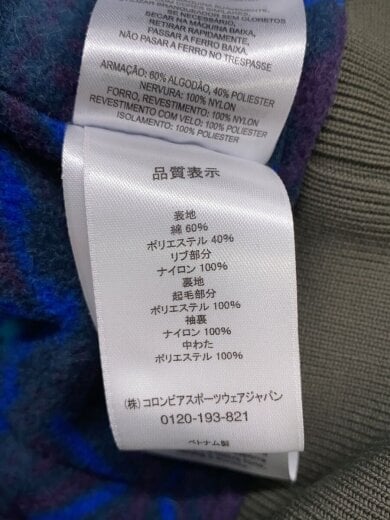 SE NECESSÁRIO,
SECAR A MÁQUINA BAIXA,
RETIRAR RAPIDAMENTE,
PASSAR A FERRO BAIXA.
PASSAR A FERRO NO TRESPASSE
ARMAÇÃO: 60% ALGODÃO, 40% POLIESTER
NERVURA: 100% NYLON
FORRO, REVESTIMENTO: 100% NYLON
REVESTIMENTO COM VELO: 100% POLIESTER
ISOLAMENTO: 100% POLIESTER
品質表示
表地
綿 60%
ポリエステル 40%
リブ部分
ナイロン 100%
裏地
起毛部分
ポリエステル 100%
袖裏
ナイロン 100%
中わた
ポリエステル 100%
(株) コロンビアスポーツウェアジャパン
0120-193-821
ベトナム製